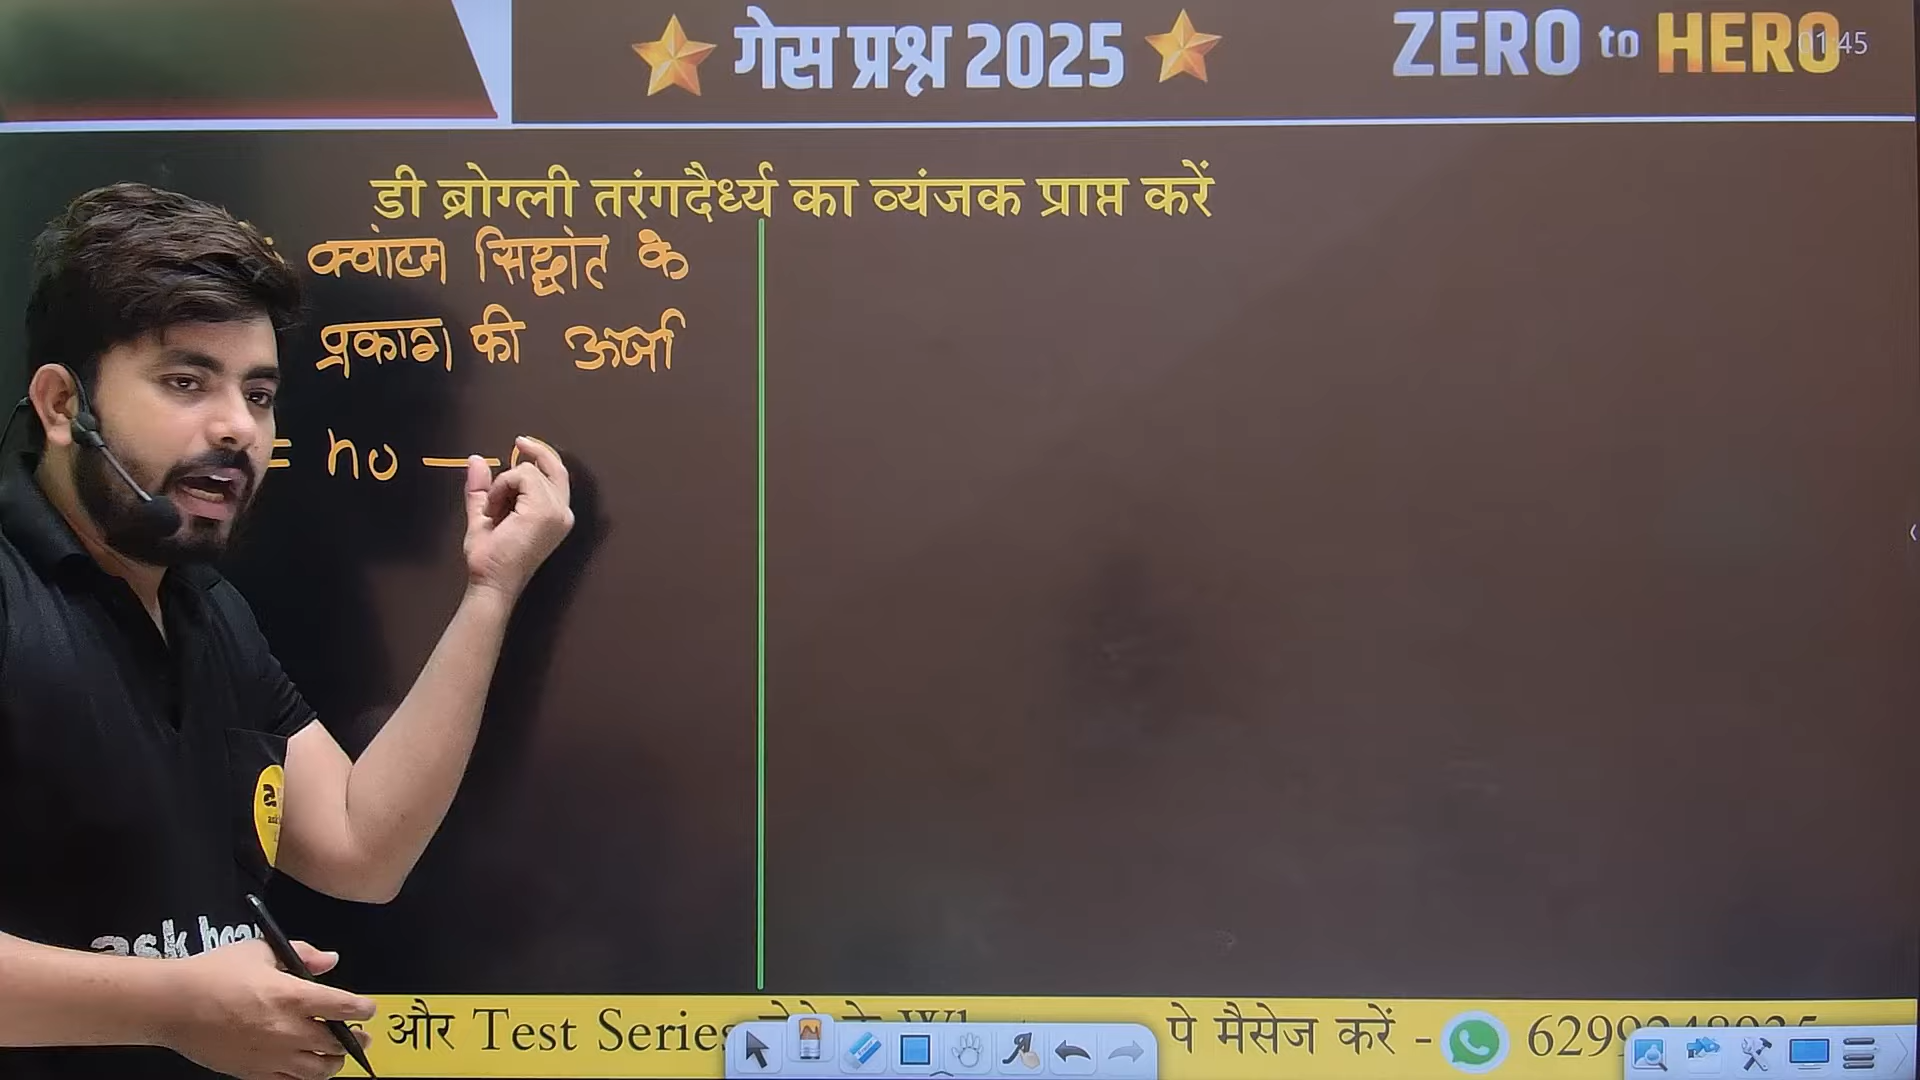 गेस प्रश्न 2025
ZERO to HERO
01:45
डी ब्रोग्ली तरंगदैर्ध्य का व्यंजक प्राप्त करें
क्वांटम सिद्धांत के
प्रकाश की ऊर्जा
= hυ —
ask
और Test Series
पे मैसेज करें -